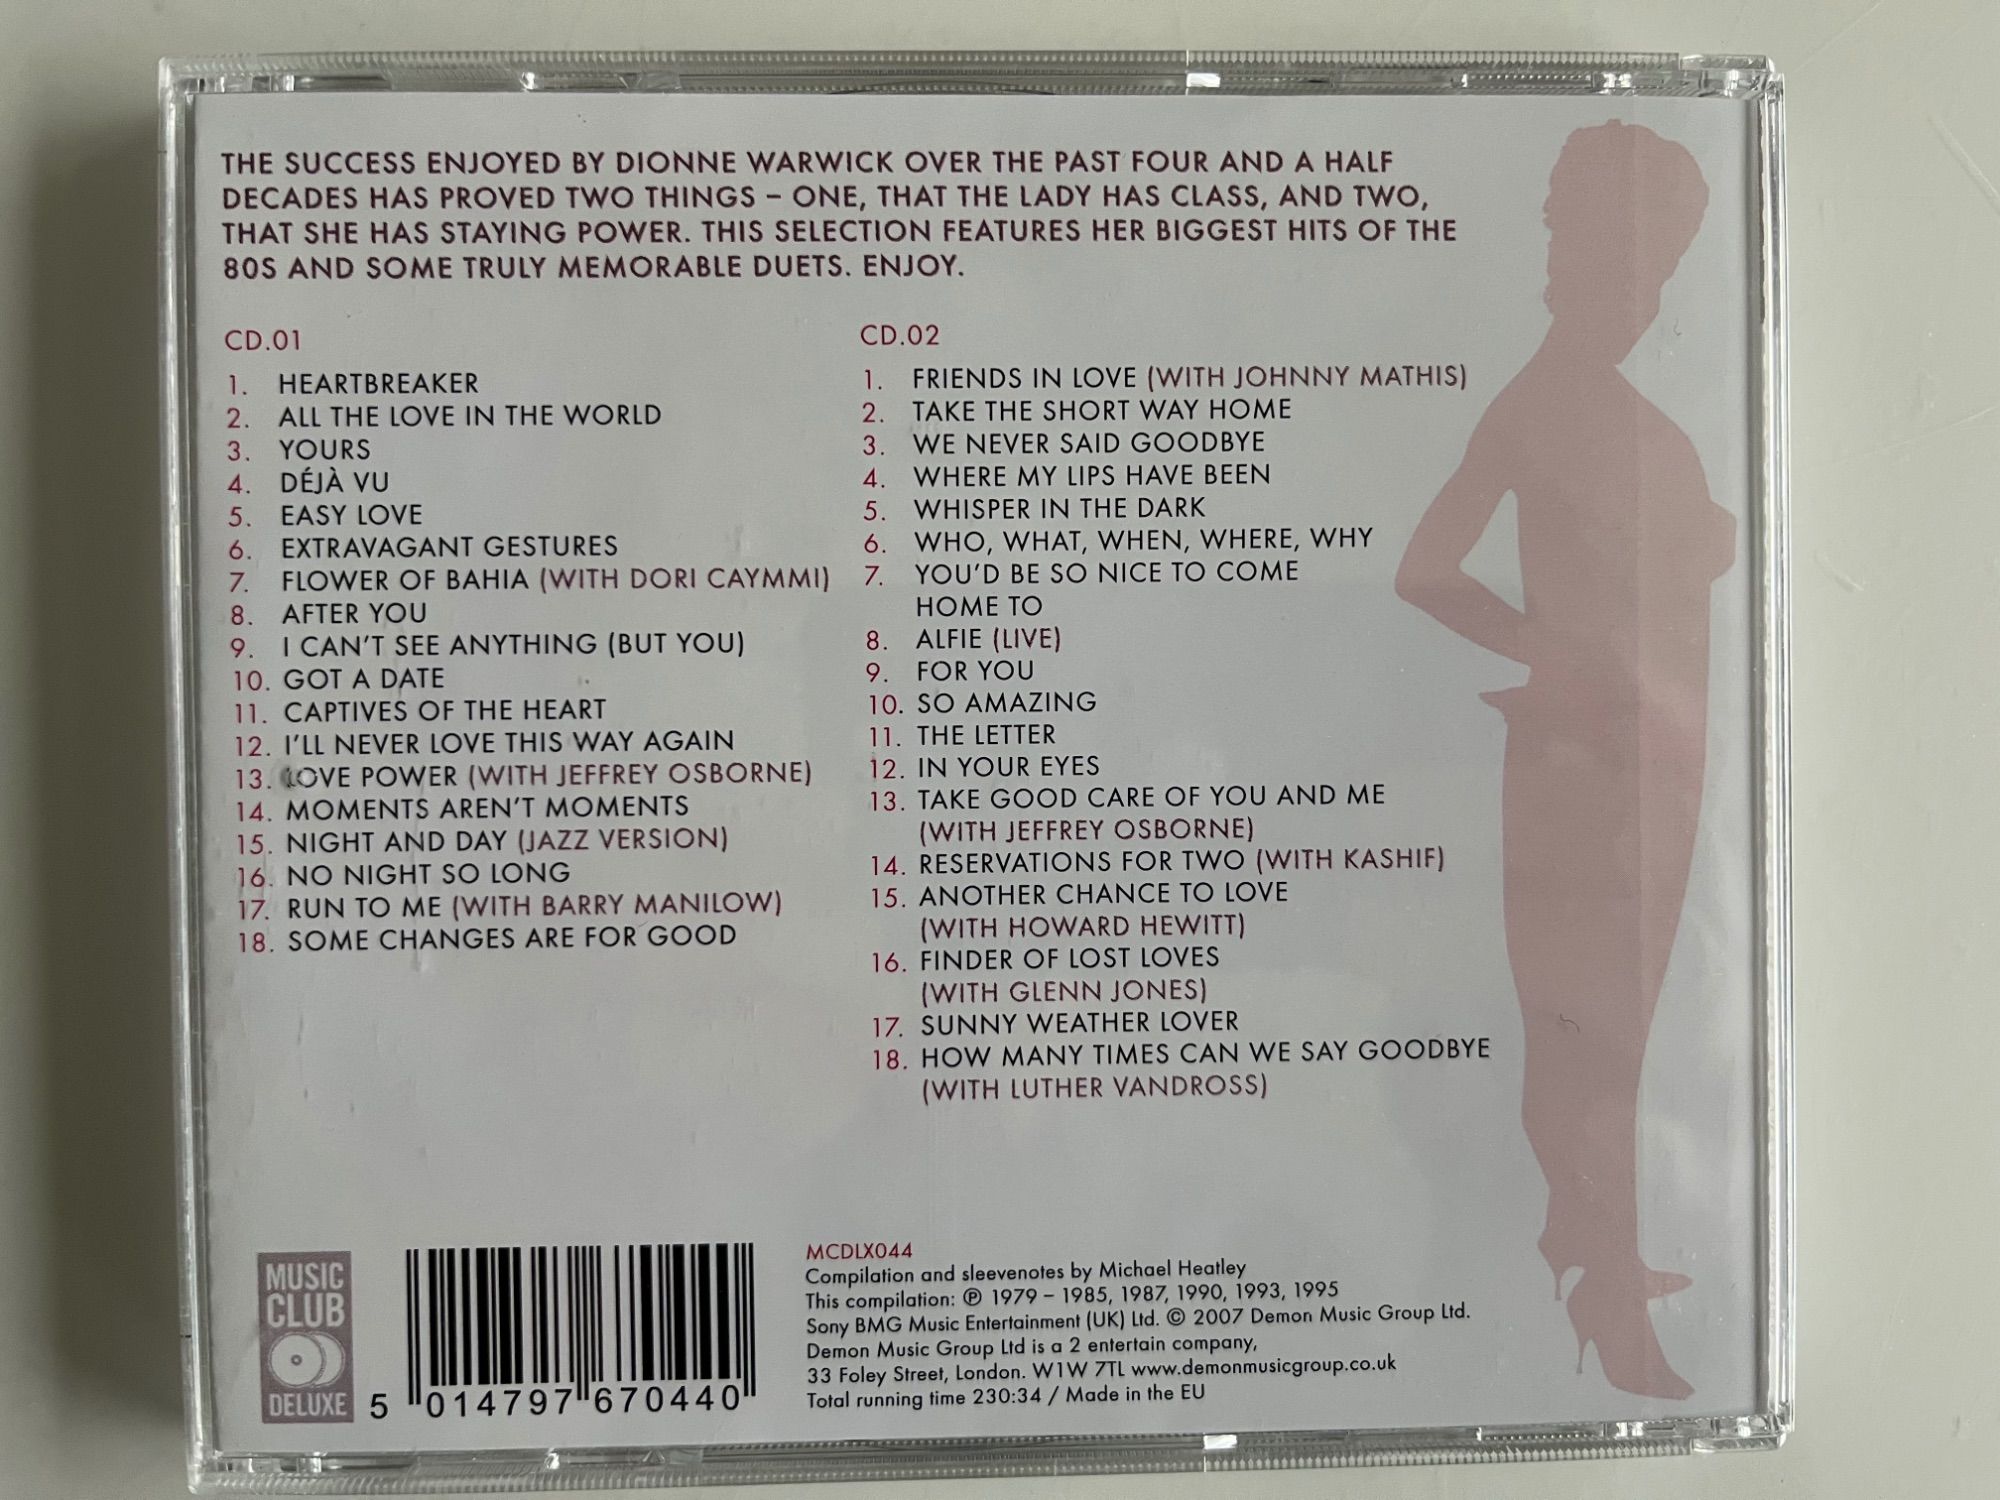 THE SUCCESS ENJOYED BY DIONNE WARWICK OVER THE PAST FOUR AND A HALF
DECADES HAS PROVED TWO THINGS – ONE, THAT THE LADY HAS CLASS, AND TWO,
THAT SHE HAS STAYING POWER. THIS SELECTION FEATURES HER BIGGEST HITS OF THE
80S AND SOME TRULY MEMORABLE DUETS. ENJOY.
CD.01
1. HEARTBREAKER
2. ALL THE LOVE IN THE WORLD
3. YOURS
4. DÉJÀ VU
5. EASY LOVE
6. EXTRAVAGANT GESTURES
7. FLOWER OF BAHIA (WITH DORI CAYMMI)
8. AFTER YOU
9. I CAN'T SEE ANYTHING (BUT YOU)
10. GOT A DATE
11. CAPTIVES OF THE HEART
12. I'LL NEVER LOVE THIS WAY AGAIN
13. LOVE POWER (WITH JEFFREY OSBORNE)
14. MOMENTS AREN'T MOMENTS
15. NIGHT AND DAY (JAZZ VERSION)
16. NO NIGHT SO LONG
17. RUN TO ME (WITH BARRY MANILOW)
18. SOME CHANGES ARE FOR GOOD
CD.02
1. FRIENDS IN LOVE (WITH JOHNNY MATHIS)
2. TAKE THE SHORT WAY HOME
3. WE NEVER SAID GOODBYE
4. WHERE MY LIPS HAVE BEEN
5. WHISPER IN THE DARK
6. WHO, WHAT, WHEN, WHERE, WHY
7. YOU'D BE SO NICE TO COME
HOME TO
8. ALFIE (LIVE)
9. FOR YOU
10. SO AMAZING
11. THE LETTER
12. IN YOUR EYES
13. TAKE GOOD CARE OF YOU AND ME
(WITH JEFFREY OSBORNE)
14. RESERVATIONS FOR TWO (WITH KASHIF)
15. ANOTHER CHANCE TO LOVE
(WITH HOWARD HEWITT)
16. FINDER OF LOST LOVES
(WITH GLENN JONES)
17. SUNNY WEATHER LOVER
18. HOW MANY TIMES CAN WE SAY GOODBYE
(WITH LUTHER VANDROSS)
MUSIC
CLUB
DELUXE
5 014797 670440
MCDLX044
Compilation and sleevenotes by Michael Heatley
This compilation: ℗ 1979 – 1985, 1987, 1990, 1993, 1995
Sony BMG Music Entertainment (UK) Ltd. © 2007 Demon Music Group Ltd.
Demon Music Group Ltd is a 2 entertain company,
33 Foley Street, London. W1W 7TL www.demonmusicgroup.co.uk
Total running time 230:34 / Made in the EU